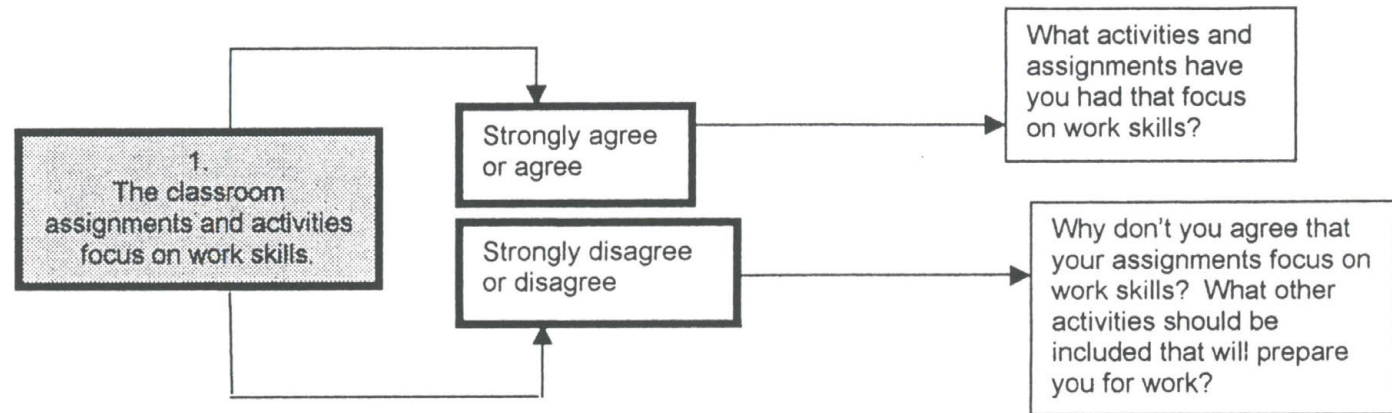 1.
The classroom
assignments and activities
focus on work skills.
Strongly agree
or agree
What activities and
assignments have
you had that focus
on work skills?
Strongly disagree
or disagree
Why don't you agree that
your assignments focus on
work skills?  What other
activities should be
included that will prepare
you for work?